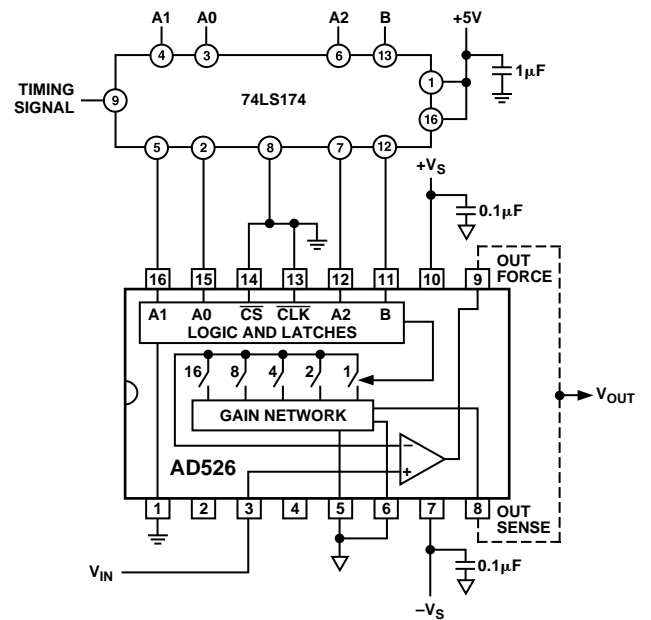 A1 A0 A2 B +5V
4 3 6 13
1µF
1
TIMING
SIGNAL
9
74LS174
16
5 2 8 7 12
+VS
0.1µF
OUT
FORCE
16 15 14 13 12 11 10 9
A1 A0 CS CLK A2 B
LOGIC AND LATCHES
16 8 4 2 1
VOUT
GAIN NETWORK
–
+
AD526
1 2 3 4 5 6 7 8
OUT
SENSE
VIN
0.1µF
–VS